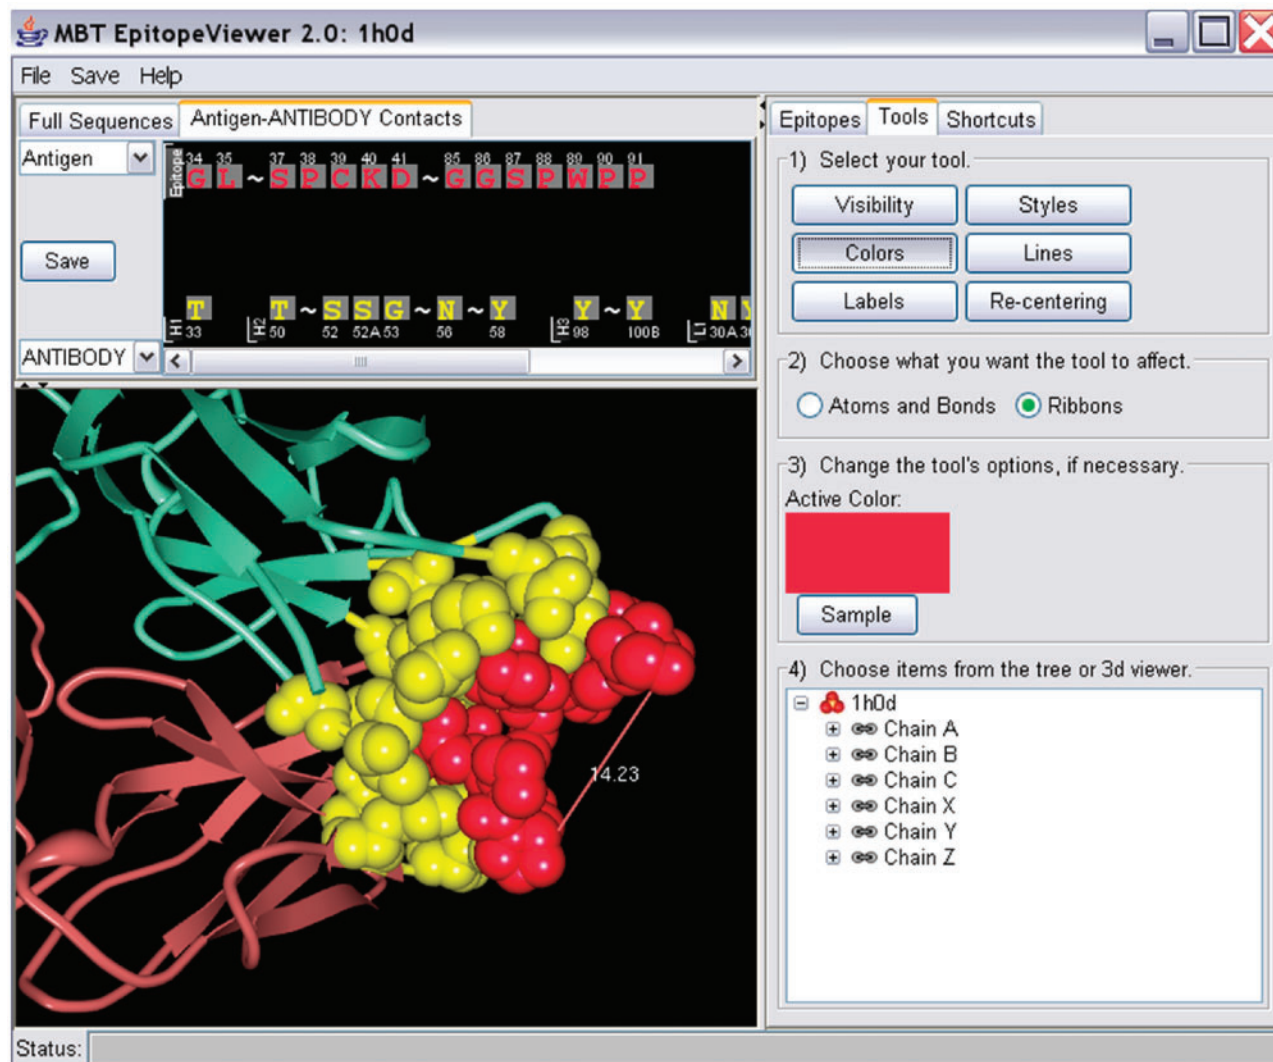 MBT EpitopeViewer 2.0: 1h0d
File Save Help
Full Sequences Antigen-ANTIBODY Contacts
Antigen
Epitope
34 35 37 38 39 40 41 85 86 87 88 89 90 91
G L ~ S P C K D ~ G G S P W P P
Save
T T ~ S S G ~ N ~ Y Y ~ Y N
H1 33 H2 50 52 52A 53 56 58 H3 98 100B L1 30A
ANTIBODY
14.23
Epitopes Tools Shortcuts
1) Select your tool.
Visibility Styles
Colors Lines
Labels Re-centering
2) Choose what you want the tool to affect.
Atoms and Bonds Ribbons
3) Change the tool's options, if necessary.
Active Color:
Sample
4) Choose items from the tree or 3d viewer.
1h0d
Chain A
Chain B
Chain C
Chain X
Chain Y
Chain Z
Status: